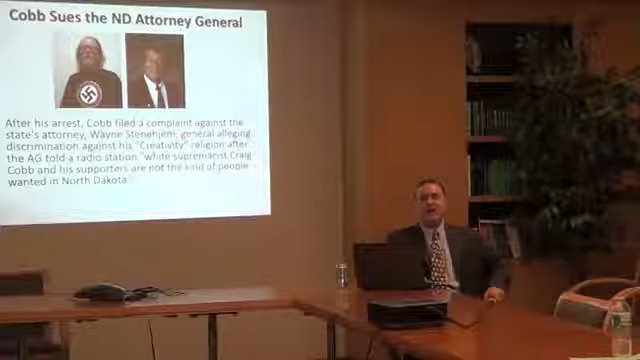 Cobb Sues the ND Attorney General
After his arrest, Cobb filed a complaint against the
state's attorney, Wayne Stenehjem, general alleging
discrimination against his "Creativity" religion after
the AG told a radio station "white supremanist Craig
Cobb and his supporters are not the kind of people
wanted in North Dakota."